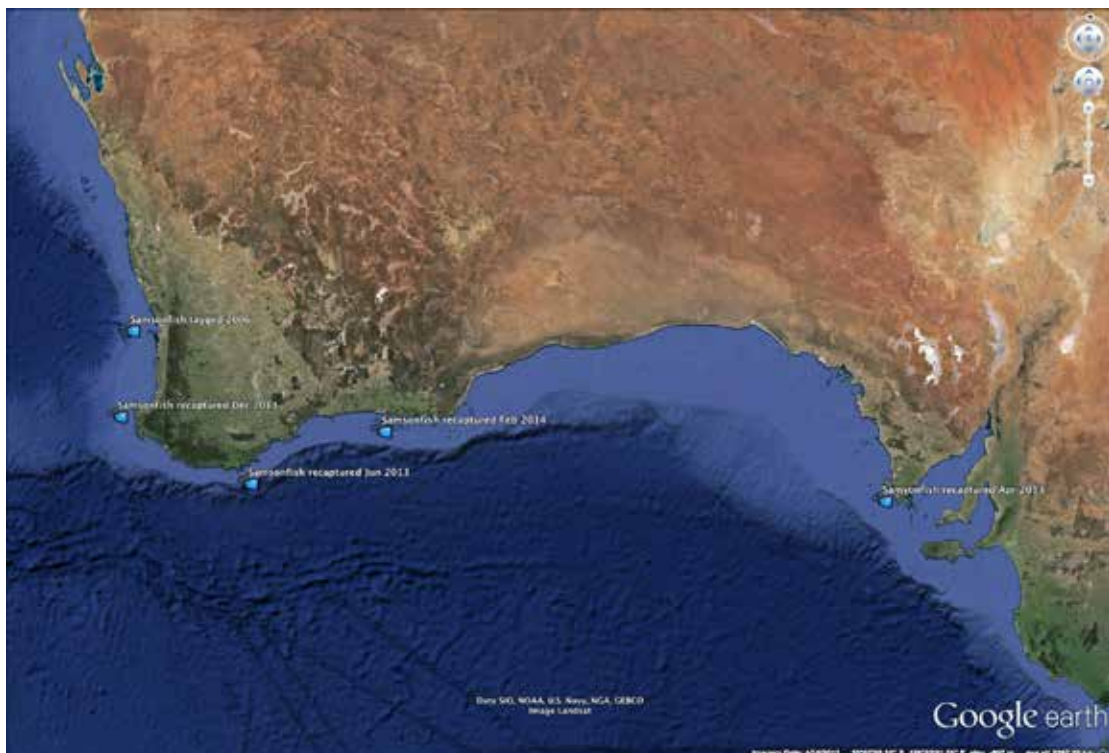 Samsonfish tagged 2006
Samsonfish recaptured Dec 2013
Samsonfish recaptured Feb 2014
Samsonfish recaptured Jun 2013
Samsonfish recaptured Apr 2013
Data SIO, NOAA, U.S. Navy, NGA, GEBCO
Image Landsat
Google earth